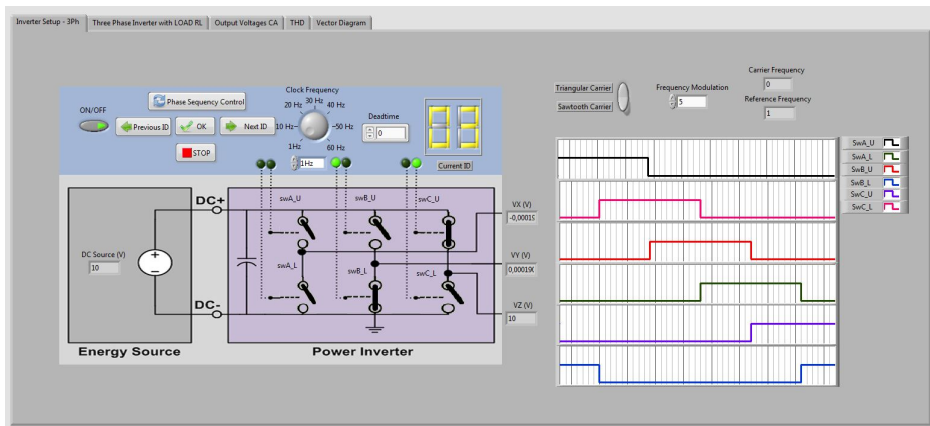 Inverter Setup - 3Ph
Three Phase Inverter with LOAD RL
Output Voltages CA
THD
Vector Diagram
ON/OFF
Phase Sequency Control
Previous ID
OK
Next ID
STOP
Clock Frequency
1Hz
10 Hz
20 Hz
30 Hz
40 Hz
50 Hz
60 Hz
1Hz
Deadtime
0
Current ID
Triangular Carrier
Sawtooth Carrier
Frequency Modulation
5
Carrier Frequency
0
Reference Frequency
1
DC Source (V)
10
Energy Source
DC+
DC-
swA_U
swB_U
swC_U
swA_L
swB_L
swC_L
Power Inverter
VX (V)
-0,00019
VY (V)
VZ (V)
10
SwA_U
SwA_L
SwB_U
SwB_L
SwC_U
SwC_L